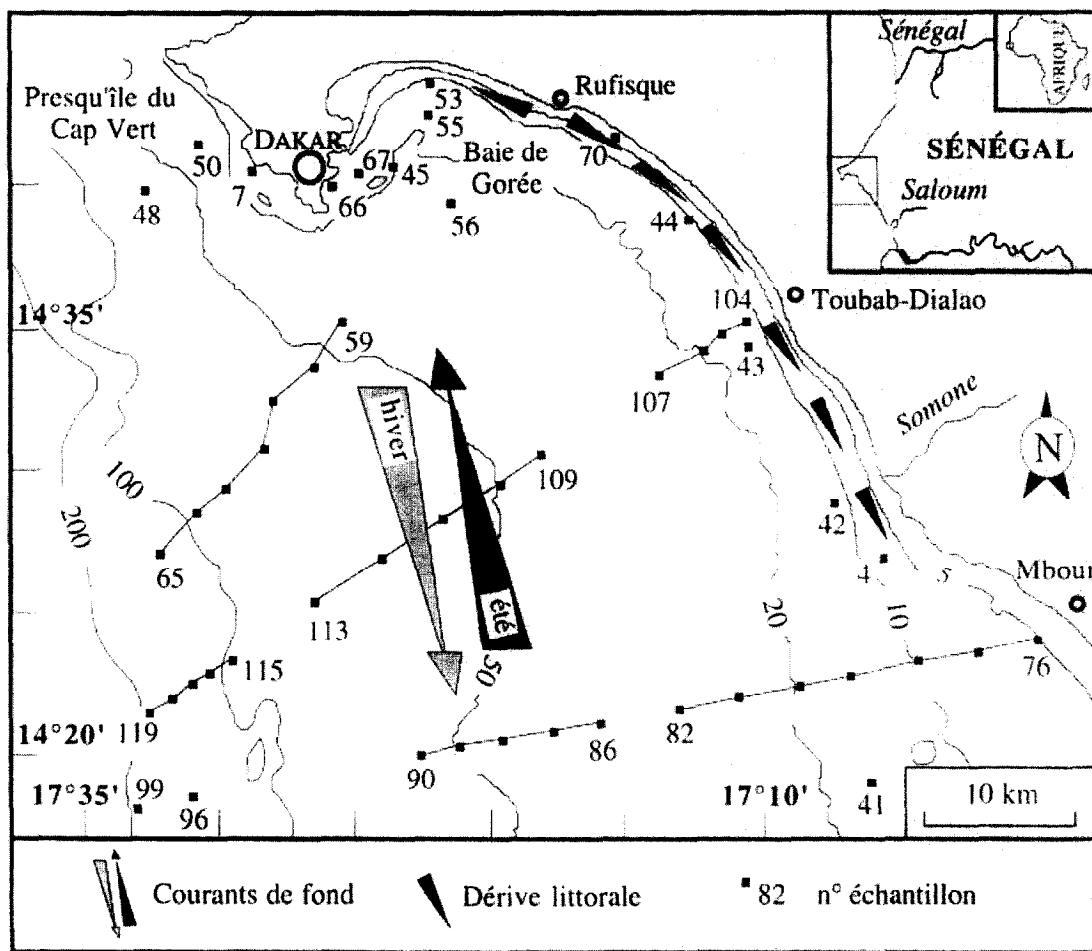 Sénégal
AFRIQUE
SÉNÉGAL
Saloum
Presqu'île du
Cap Vert
DAKAR
Rufisque
Baie de
Gorée
53
55
50
7
67
45
66
48
56
70
44
14°35'
59
104
Toubab-Dialao
43
107
Somone
N
hiver
109
100
200
65
42
4
5
Mbour
113
été
50
20
10
76
115
119
14°20'
82
86
90
17°35'
99
96
17°10'
41
10 km
Courants de fond
Dérive littorale
82 n° échantillon